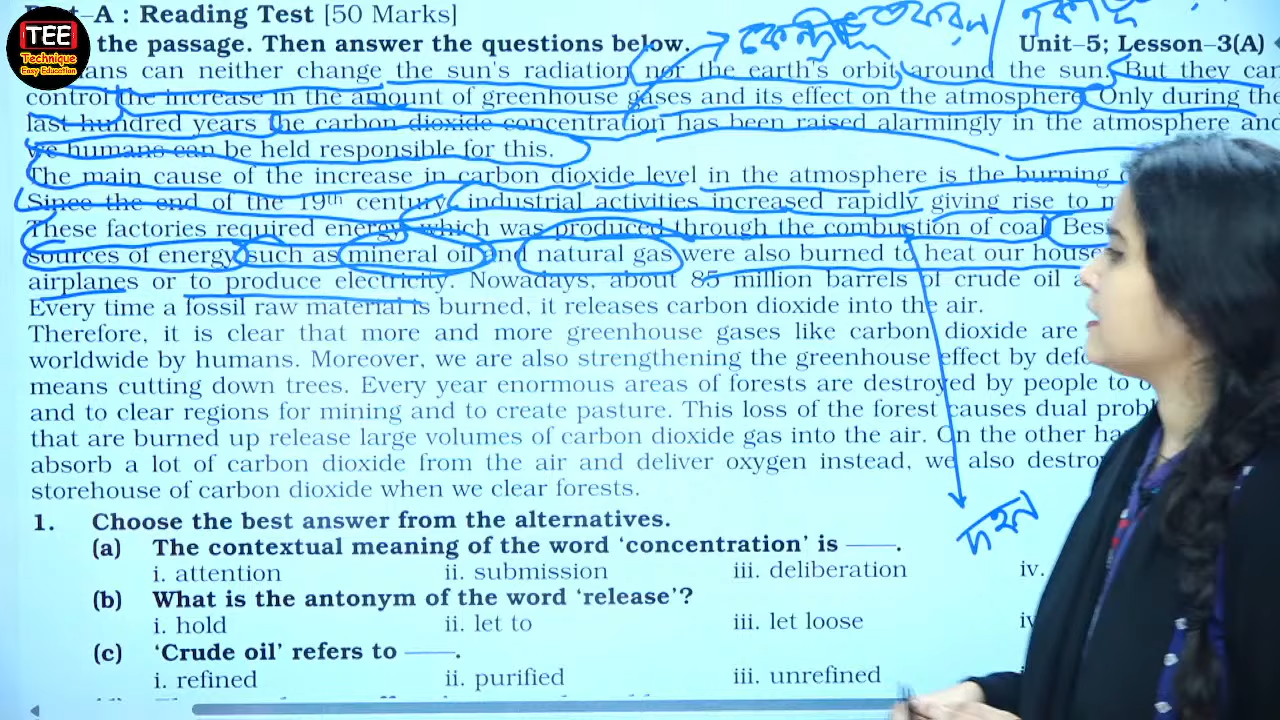 TEE
Technique
Easy Education
–A : Reading Test [50 Marks]
the passage. Then answer the questions below.
Unit–5; Lesson–3(A)
can neither change the sun's radiation nor the earth's orbit around the sun. But they can
control the increase in the amount of greenhouse gases and its effect on the atmosphere. Only during the
last hundred years the carbon dioxide concentration has been raised alarmingly in the atmosphere and
we humans can be held responsible for this.
The main cause of the increase in carbon dioxide level in the atmosphere is the burning
Since the end of the 19th century, industrial activities increased rapidly giving rise to
These factories required energy, which was produced through the combustion of coal.
sources of energy such as mineral oil and natural gas were also burned to heat our
airplanes or to produce electricity. Nowadays, about 85 million barrels of crude oil
Every time a fossil raw material is burned, it releases carbon dioxide into the air.
Therefore, it is clear that more and more greenhouse gases like carbon dioxide are
worldwide by humans. Moreover, we are also strengthening the greenhouse effect by
means cutting down trees. Every year enormous areas of forests are destroyed by people to
and to clear regions for mining and to create pasture. This loss of the forest causes dual
that are burned up release large volumes of carbon dioxide gas into the air. On the other
absorb a lot of carbon dioxide from the air and deliver oxygen instead, we also
storehouse of carbon dioxide when we clear forests.
দহন
1. Choose the best answer from the alternatives.
(a) The contextual meaning of the word ‘concentration’ is ——.
i. attention ii. submission iii. deliberation iv.
(b) What is the antonym of the word ‘release’?
i. hold ii. let to iii. let loose
(c) ‘Crude oil’ refers to ——.
i. refined ii. purified iii. unrefined